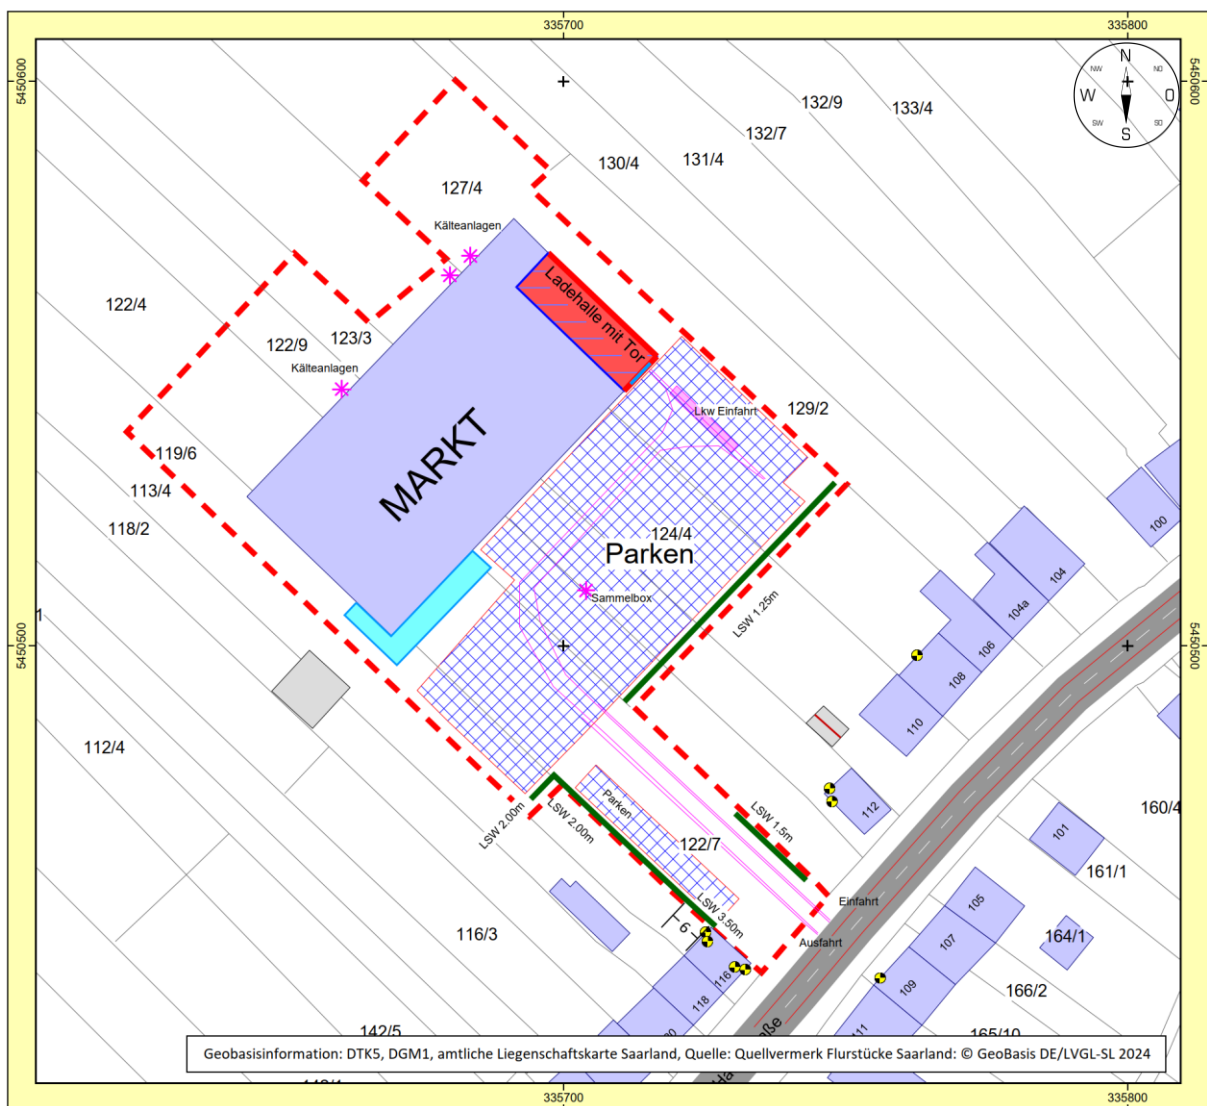 335700
335800
5450600
5450600
N
NW
NO
W
O
SW
SO
S
132/9
133/4
132/7
130/4
131/4
127/4
Kälteanlagen
Ladehalle mit Tor
122/4
123/3
122/9
Kälteanlagen
129/2
Lkw Einfahrt
MARKT
119/6
113/4
118/2
124/4
Parken
Sammelbox
LSW 1.25m
100
104
104a
106
108
110
1
5450500
5450500
112/4
112
LSW 1.5m
LSW 2.00m
LSW 2.00m
Parken
122/7
LSW 3.50m
6
Einfahrt
Ausfahrt
160/4
101
161/1
105
107
164/1
109
166/2
111
165/10
116/3
116
118
142/5
Geobasisinformation: DTK5, DGM1, amtliche Liegenschaftskarte Saarland, Quelle: Quellvermerk Flurstücke Saarland: © GeoBasis DE/LVGL-SL 2024
335700
335800